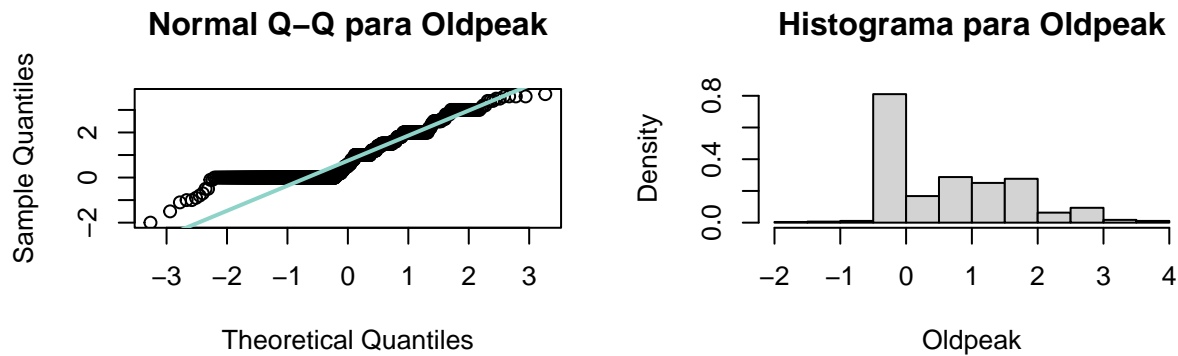 Normal Q−Q para Oldpeak
Sample Quantiles
−2 0 2
−3 −2 −1 0 1 2 3
Theoretical Quantiles
Histograma para Oldpeak
Density
0.0 0.4 0.8
−2 −1 0 1 2 3 4
Oldpeak